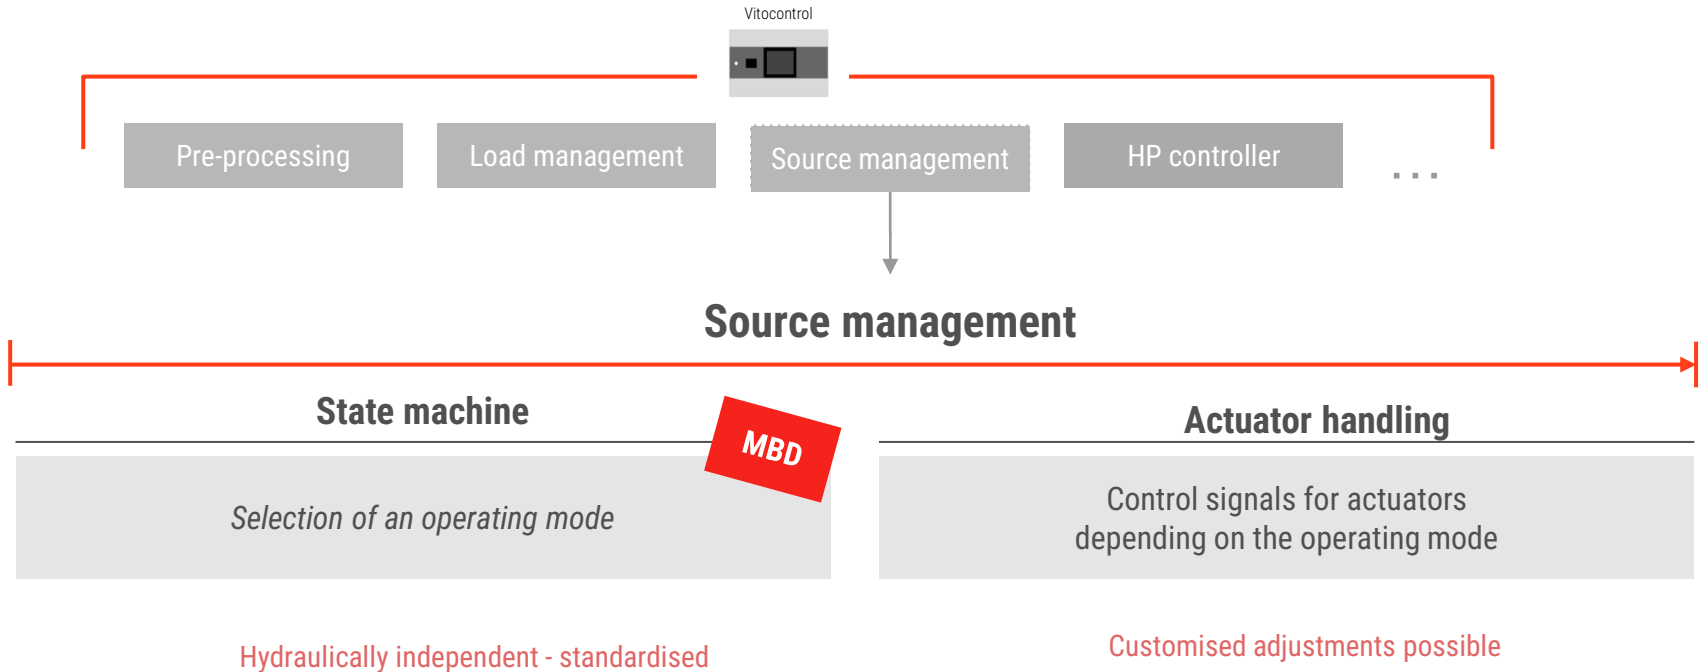 Vitocontrol
Pre-processing
Load management
Source management
HP controller
...
Source management
State machine
MBD
Selection of an operating mode
Hydraulically independent - standardised
Actuator handling
Control signals for actuators
depending on the operating mode
Customised adjustments possible